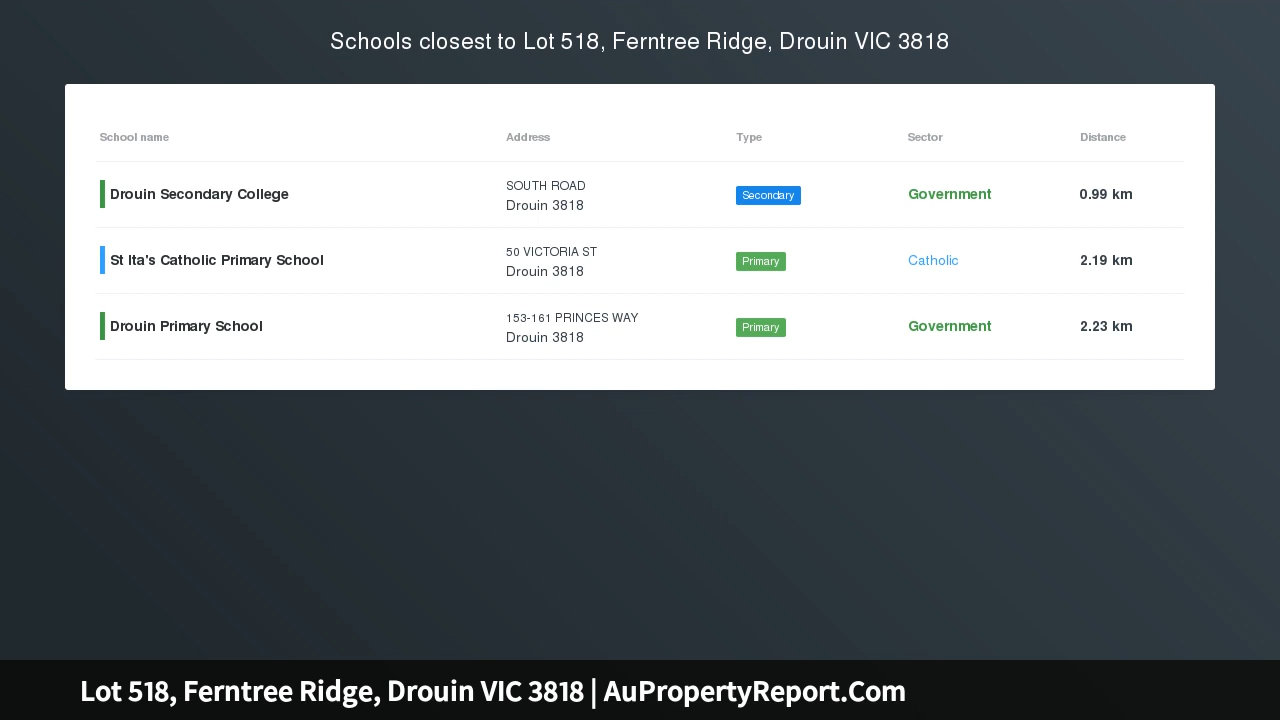 Schools closest to Lot 518, Ferntree Ridge, Drouin VIC 3818
School name Address Type Sector Distance
Drouin Secondary College SOUTH ROAD Drouin 3818 Secondary Government 0.99 km
St Ita's Catholic Primary School 50 VICTORIA ST Drouin 3818 Primary Catholic 2.19 km
Drouin Primary School 153-161 PRINCES WAY Drouin 3818 Primary Government 2.23 km
Lot 518, Ferntree Ridge, Drouin VIC 3818 | AuPropertyReport.Com